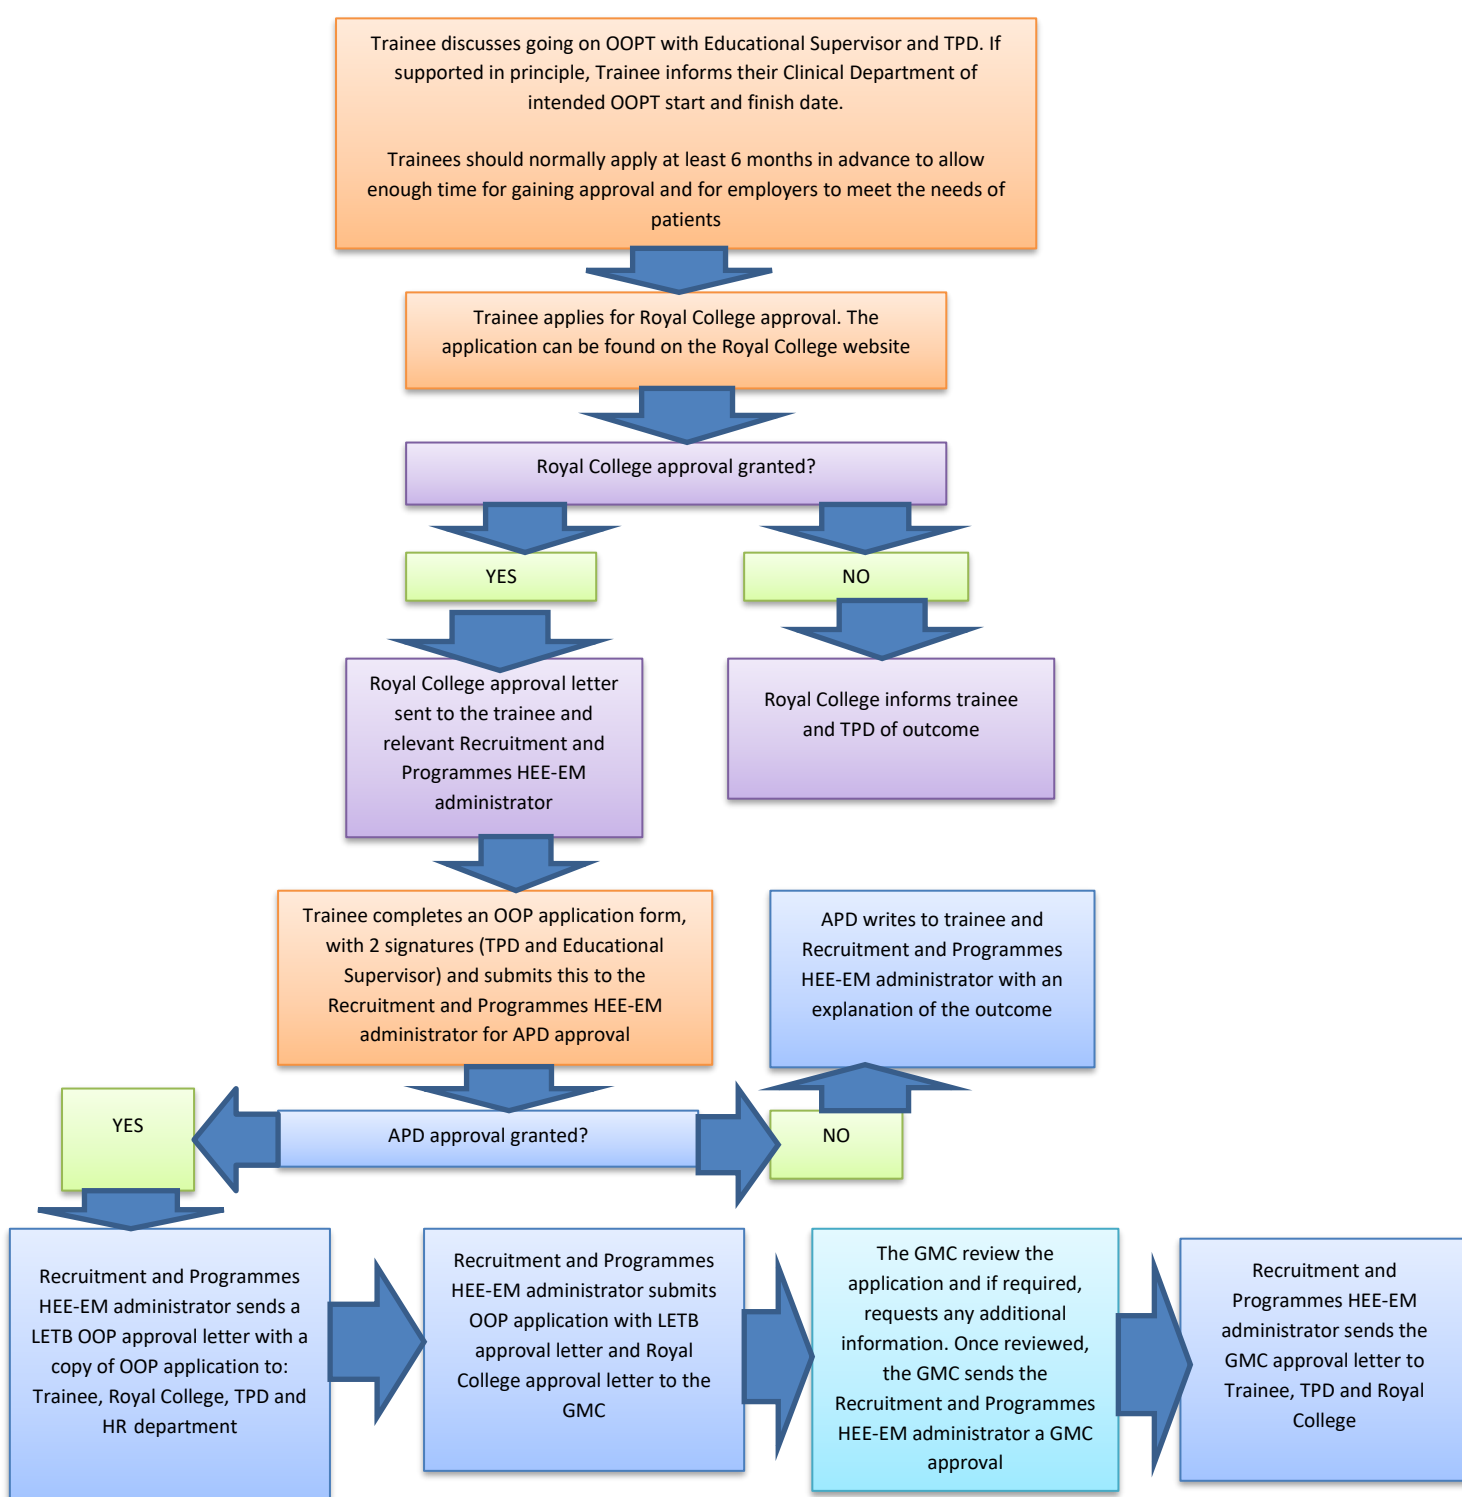 Trainee discusses going on OOPT with Educational Supervisor and TPD. If
supported in principle, Trainee informs their Clinical Department of
intended OOPT start and finish date.
Trainees should normally apply at least 6 months in advance to allow
enough time for gaining approval and for employers to meet the needs of
patients
Trainee applies for Royal College approval. The
application can be found on the Royal College website
Royal College approval granted?
YES
NO
Royal College approval letter
sent to the trainee and
relevant Recruitment and
Programmes HEE-EM
administrator
Royal College informs trainee
and TPD of outcome
Trainee completes an OOP application form,
with 2 signatures (TPD and Educational
Supervisor) and submits this to the
Recruitment and Programmes HEE-EM
administrator for APD approval
APD writes to trainee and
Recruitment and Programmes
HEE-EM administrator with an
explanation of the outcome
YES
APD approval granted?
NO
Recruitment and Programmes
HEE-EM administrator sends a
LETB OOP approval letter with a
copy of OOP application to:
Trainee, Royal College, TPD and
HR department
Recruitment and Programmes
HEE-EM administrator submits
OOP application with LETB
approval letter and Royal
College approval letter to the
GMC
The GMC review the
application and if required,
requests any additional
information. Once reviewed,
the GMC sends the
Recruitment and Programmes
HEE-EM administrator a GMC
approval
Recruitment and
Programmes HEE-EM
administrator sends the
GMC approval letter to
Trainee, TPD and Royal
College